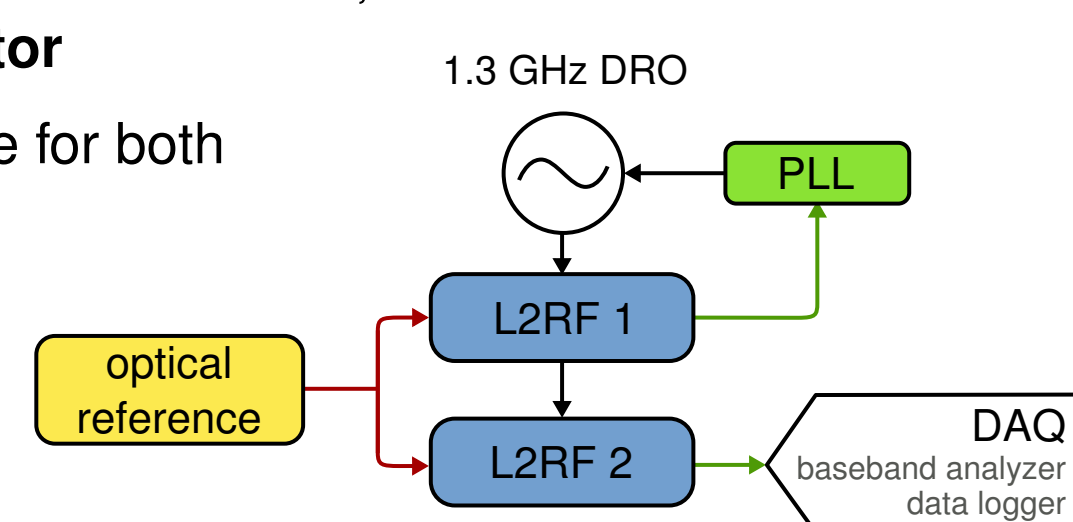 tor
e for both
1.3 GHz DRO
PLL
L2RF 1
optical
reference
L2RF 2
DAQ
baseband analyzer
data logger